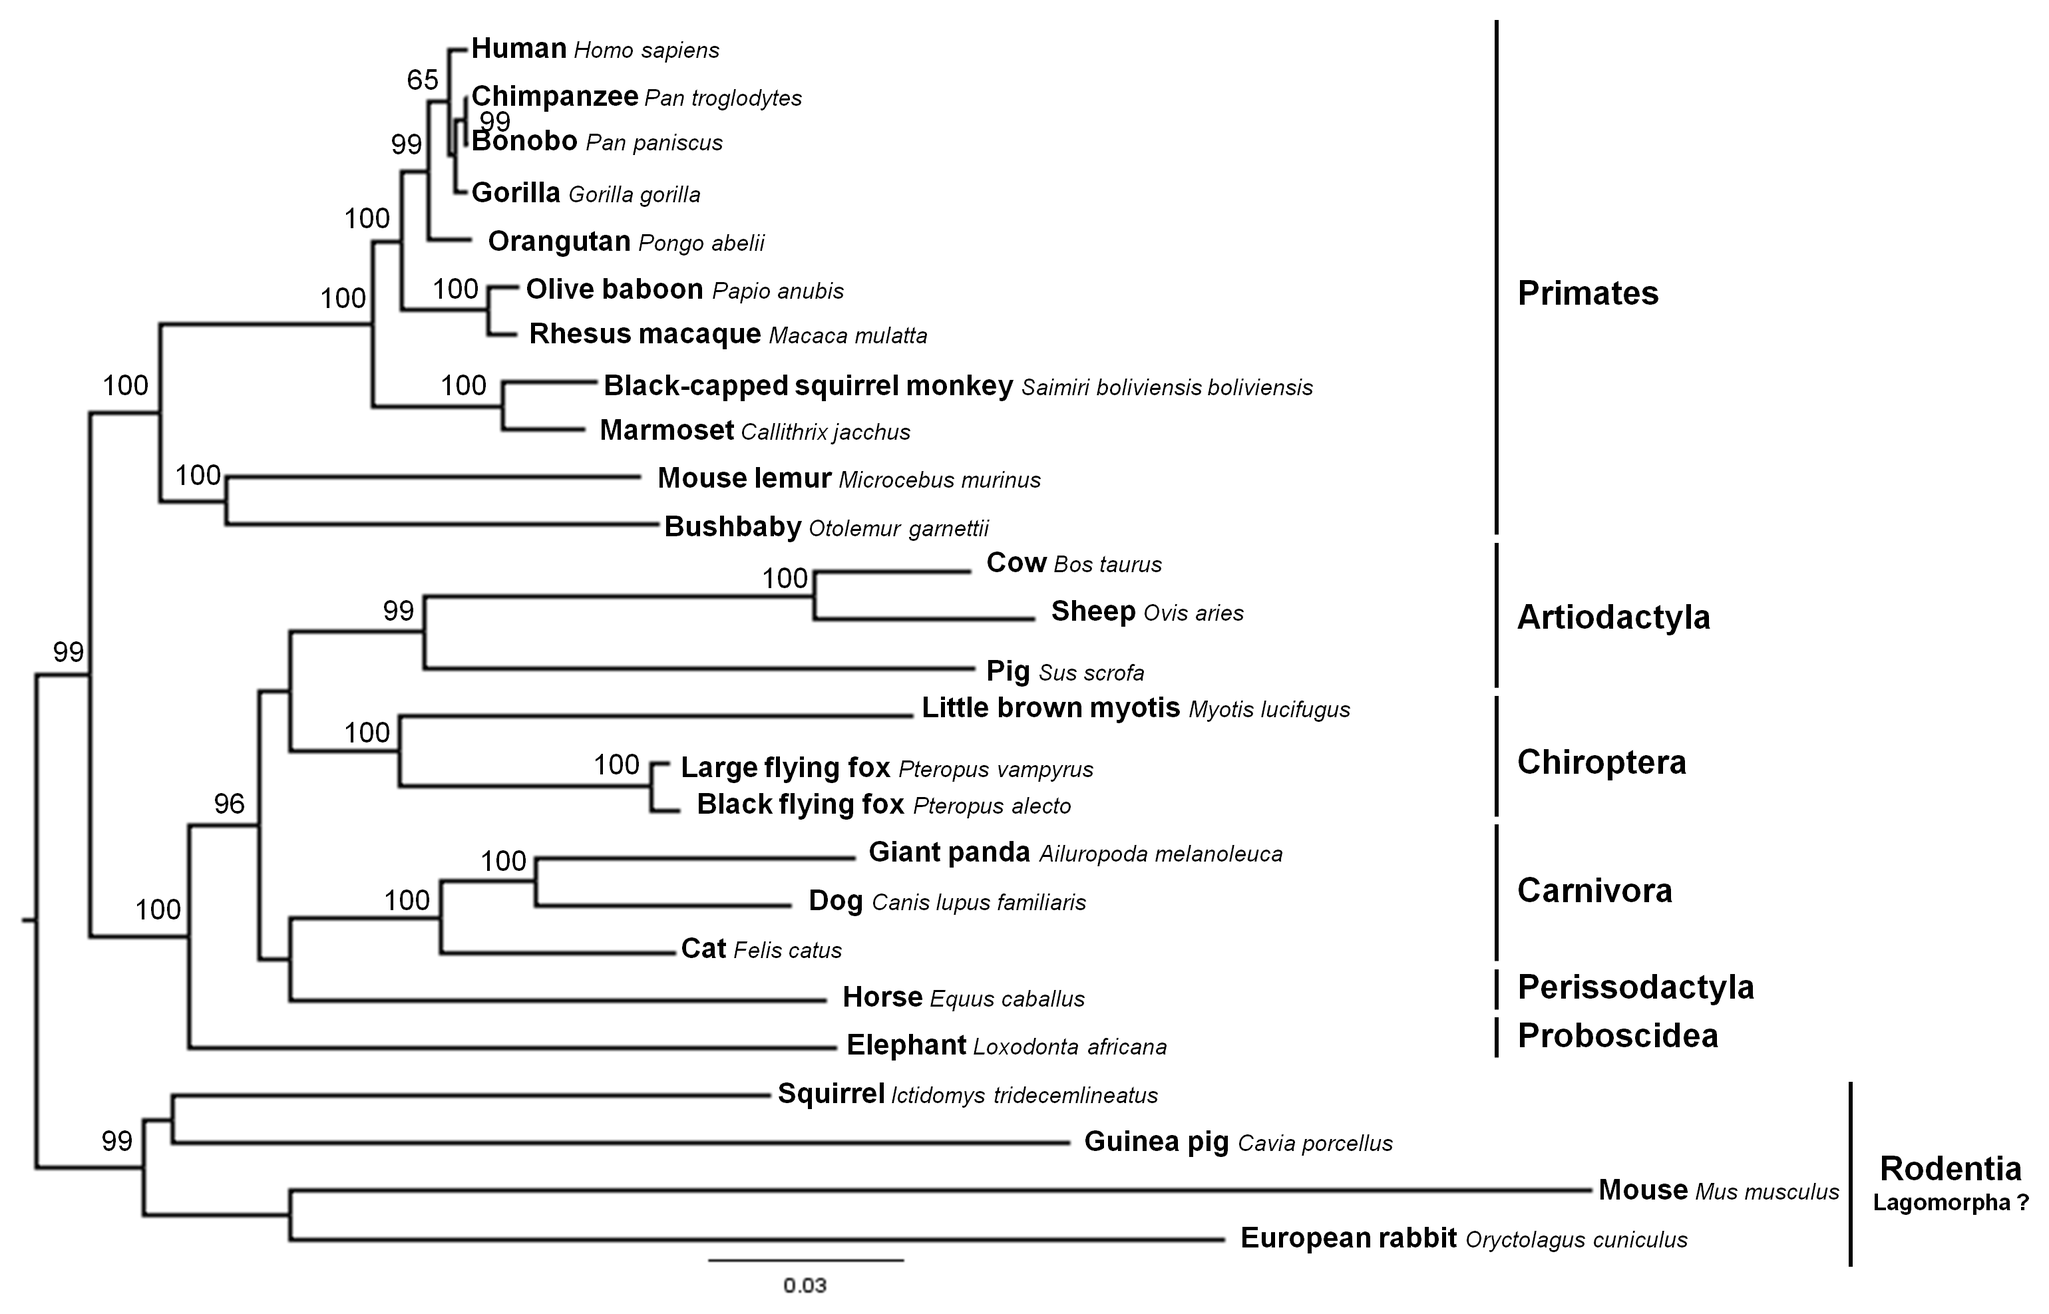 Human Homo sapiens
65
Chimpanzee Pan troglodytes
99
Bonobo Pan paniscus
99
Gorilla Gorilla gorilla
100
Orangutan Pongo abelii
100
Olive baboon Papio anubis
Primates
100
Rhesus macaque Macaca mulatta
100
100
Black-capped squirrel monkey Saimiri boliviensis boliviensis
Marmoset Callithrix jacchus
100
Mouse lemur Microcebus murinus
Bushbaby Otolemur garnettii
Cow Bos taurus
100
99
Sheep Ovis aries
Artiodactyla
99
Pig Sus scrofa
Little brown myotis Myotis lucifugus
100
100
Large flying fox Pteropus vampyrus
Chiroptera
96
Black flying fox Pteropus alecto
100
Giant panda Ailuropoda melanoleuca
Carnivora
100
100
Dog Canis lupus familiaris
Cat Felis catus
Perissodactyla
Horse Equus caballus
Proboscidea
Elephant Loxodonta africana
Squirrel Ictidomys tridecemlineatus
99
Guinea pig Cavia porcellus
Rodentia
Mouse Mus musculus
Lagomorpha ?
European rabbit Oryctolagus cuniculus
0.03